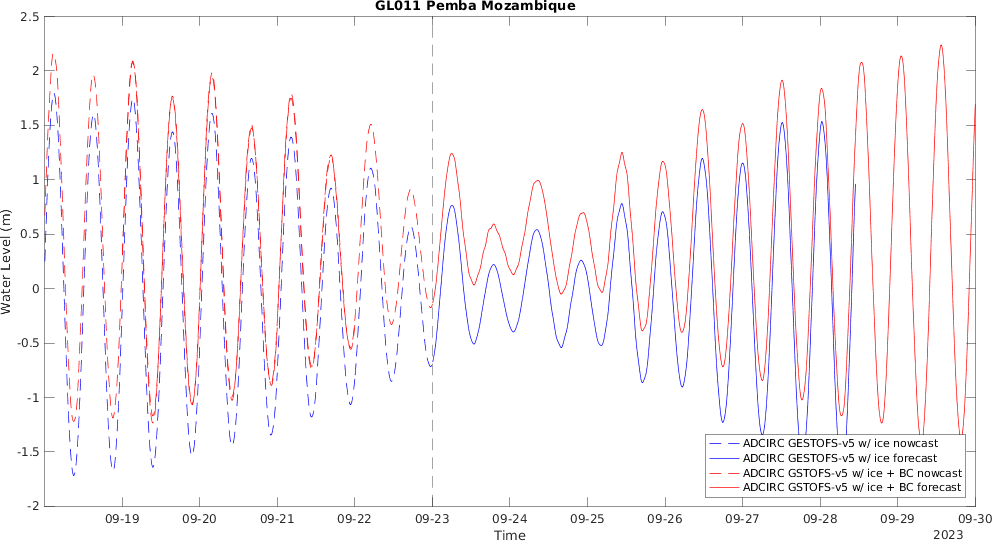 GL011 Pemba Mozambique
2.5
2
1.5
1
0.5
0
-0.5
-1
-1.5
-2
Water Level (m)
ADCIRC GESTOFS-v5 w/ ice nowcast
ADCIRC GESTOFS-v5 w/ ice forecast
ADCIRC GSTOFS-v5 w/ ice + BC nowcast
ADCIRC GSTOFS-v5 w/ ice + BC forecast
09-19 09-20 09-21 09-22 09-23 09-24 09-25 09-26 09-27 09-28 09-29 09-30
Time
2023